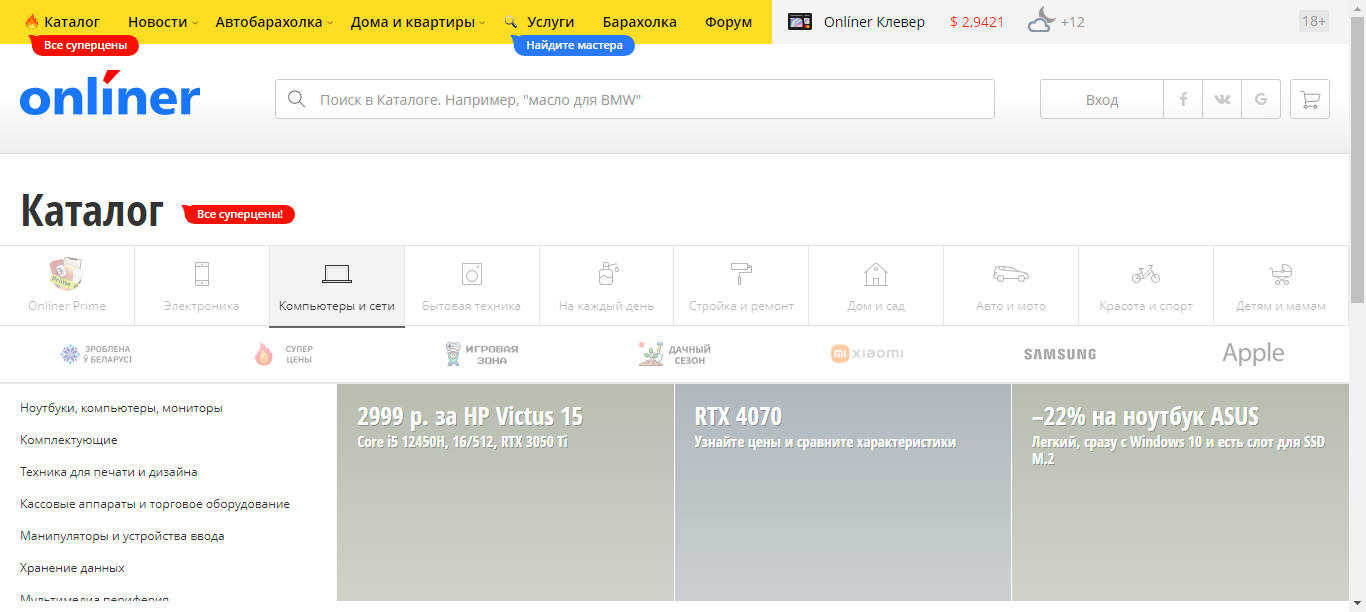 Каталог Новости Автобарахолка Дома и квартиры Услуги Барахолка Форум Onlíner Клевер $ 2,9421 +12 18+
Все суперцены Найдите мастера
onlíner
Поиск в Каталоге. Например, "масло для BMW"
Вход
Каталог
Все суперцены!
Onlíner Prime Электроника Компьютеры и сети Бытовая техника На каждый день Стройка и ремонт Дом и сад Авто и мото Красота и спорт Детям и мамам
ЗРОБЛЕНА
Ў БЕЛАРУСІ
СУПЕР
ЦЕНЫ
ИГРОВАЯ
ЗОНА
ДАЧНЫЙ
СЕЗОН
xiaomi
SAMSUNG
Apple
Ноутбуки, компьютеры, мониторы
Комплектующие
Техника для печати и дизайна
Кассовые аппараты и торговое оборудование
Манипуляторы и устройства ввода
Хранение данных
Мультимедиа периферия
2999 р. за HP Victus 15
Core i5 12450H, 16/512, RTX 3050 Ti
RTX 4070
Узнайте цены и сравните характеристики
–22% на ноутбук ASUS
Легкий, сразу с Windows 10 и есть слот для SSD
M.2